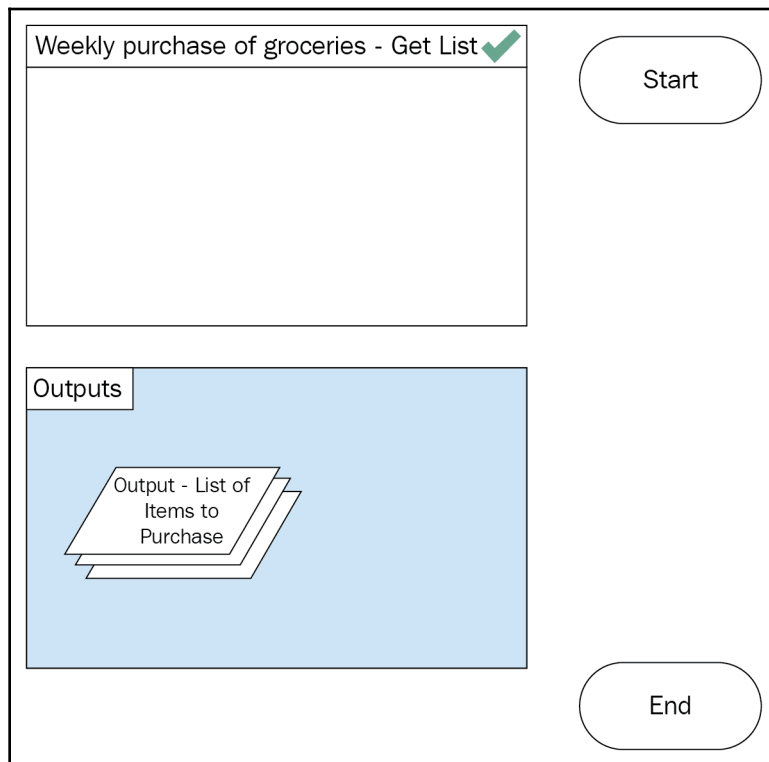 Weekly purchase of groceries - Get List
Start
Outputs
Output - List of
Items to
Purchase
End